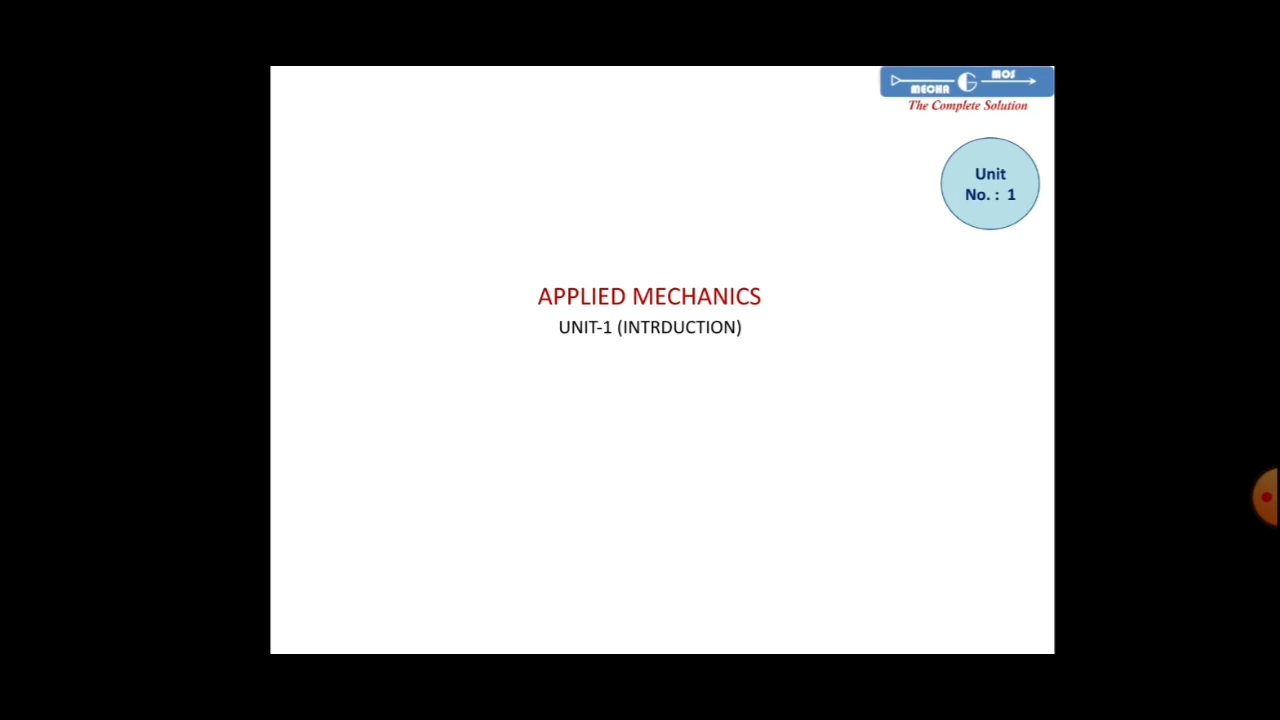 MOS
MECHA G
The Complete Solution
Unit
No. : 1
APPLIED MECHANICS
UNIT-1 (INTRDUCTION)